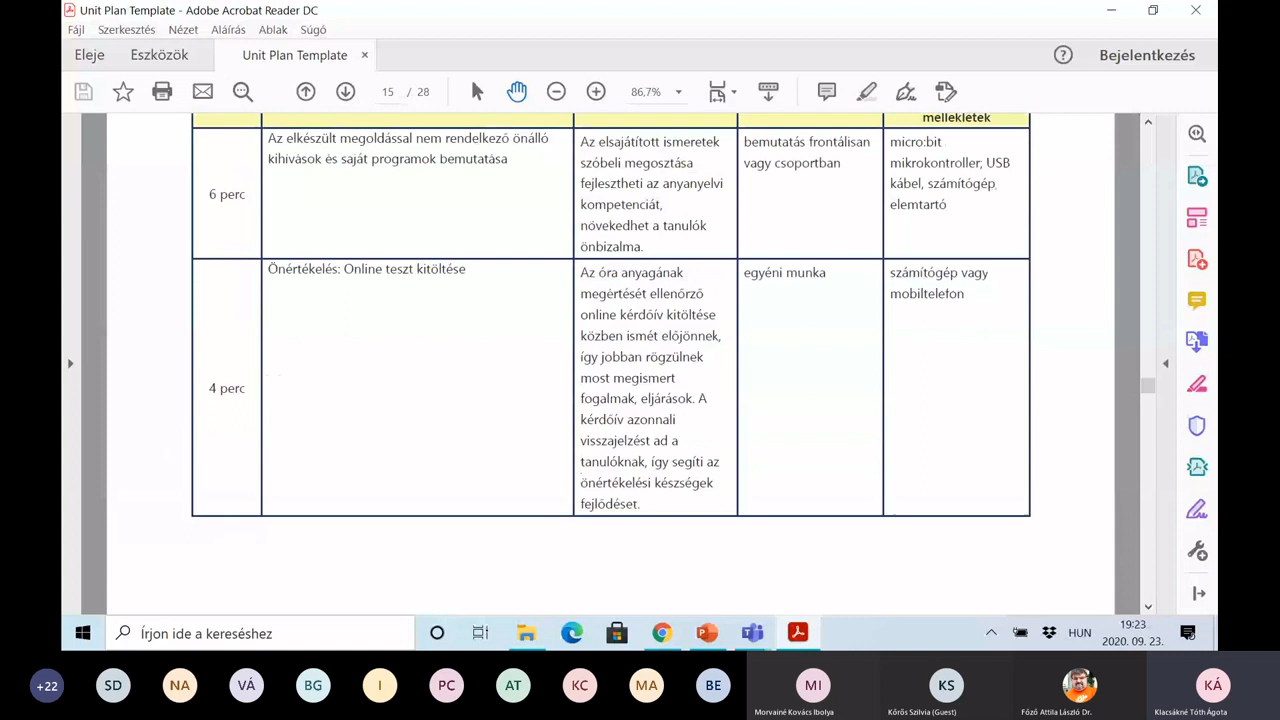 Unit Plan Template - Adobe Acrobat Reader DC
Fájl Szerkesztés Nézet Aláírás Ablak Súgó
Eleje Eszközök Unit Plan Template × ? Bejelentkezés
15 / 28 86,7%
mellékletek
6 perc
Az elkészült megoldással nem rendelkező önálló
kihívások és saját programok bemutatása
Az elsajátított ismeretek
szóbeli megosztása
fejlesztheti az anyanyelvi
kompetenciát,
növekedhet a tanulók
önbizalma.
bemutatás frontálisan
vagy csoportban
micro:bit
mikrokontroller; USB
kábel, számítógép,
elemtartó
4 perc
Önértékelés: Online teszt kitöltése
Az óra anyagának
megértését ellenőrző
online kérdőív kitöltése
közben ismét előjönnek,
így jobban rögzülnek
most megismert
fogalmak, eljárások. A
kérdőív azonnali
visszajelzést ad a
tanulóknak, így segíti az
önértékelési készségek
fejlődését.
egyéni munka
számítógép vagy
mobiltelefon
Írjon ide a kereséshez
HUN
19:23
2020. 09. 23.
+22 SD NA VÁ BG I PC AT KC MA BE MI KS KÁ
Morvainé Kovács Ibolya Kőrös Szilvia (Guest) Főző Attila László Dr. Klacsákné Tóth Ágota